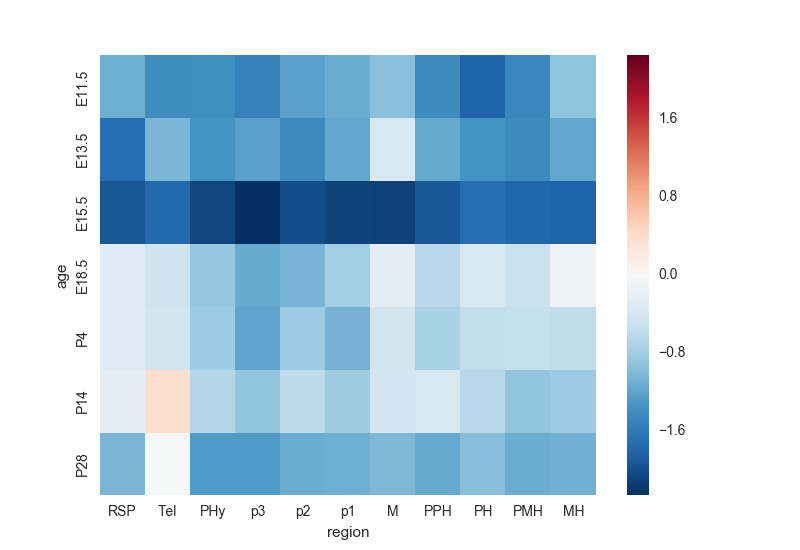 E11.5
E13.5
E15.5
E18.5
P4
P14
P28
age
RSP Tel PHy p3 p2 p1 M PPH PH PMH MH
region
1.6
0.8
0.0
−0.8
−1.6